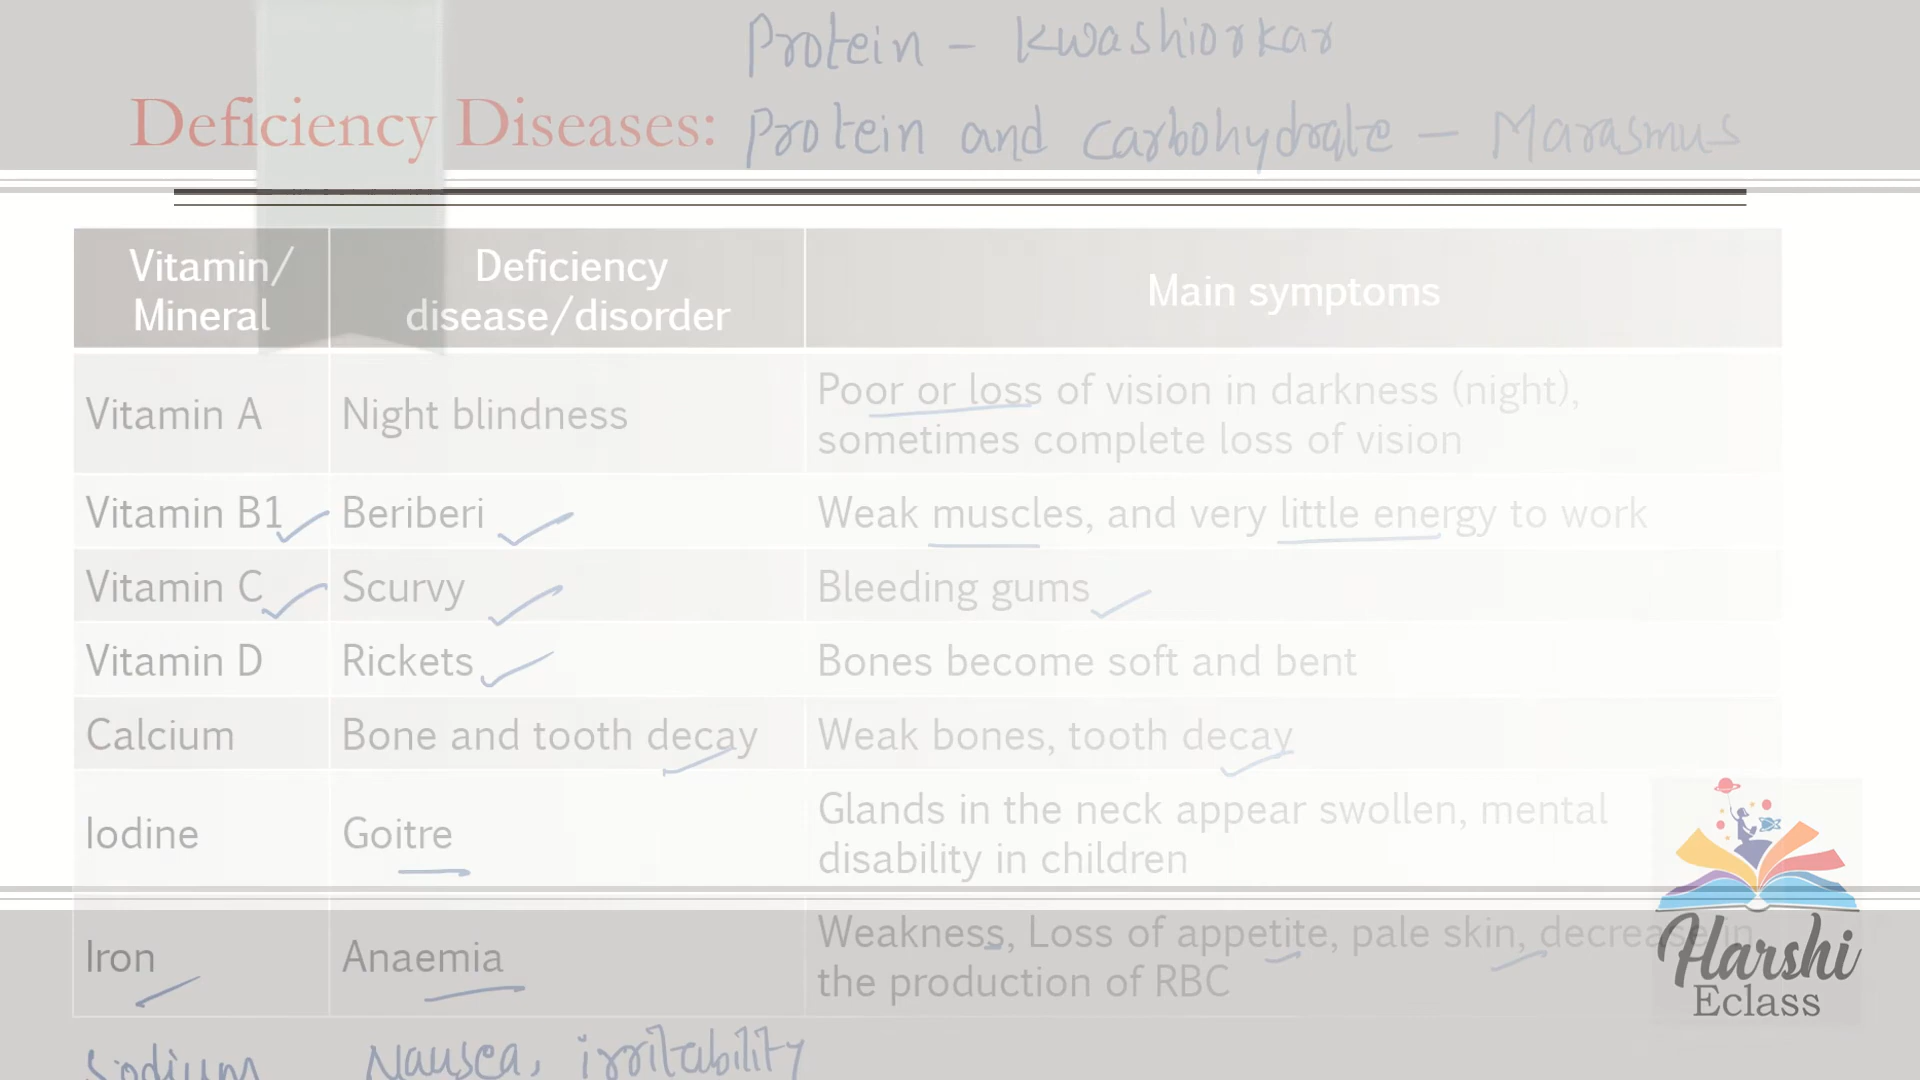 Protein - Kwashiorkar
Deficiency Diseases:
Protein and Carbohydrate - Marasmus
Vitamin/
Mineral
Deficiency
disease/disorder
Main symptoms
Vitamin A
Night blindness
Poor or loss of vision in darkness (night),
sometimes complete loss of vision
Vitamin B1
Beriberi
Weak muscles, and very little energy to work
Vitamin C
Scurvy
Bleeding gums
Vitamin D
Rickets
Bones become soft and bent
Calcium
Bone and tooth decay
Weak bones, tooth decay
Iodine
Goitre
Glands in the neck appear swollen, mental
disability in children
Iron
Anaemia
Weakness, Loss of appetite, pale skin, decrease in
the production of RBC
Sodium
Nausea, irritability
Harshi
Eclass